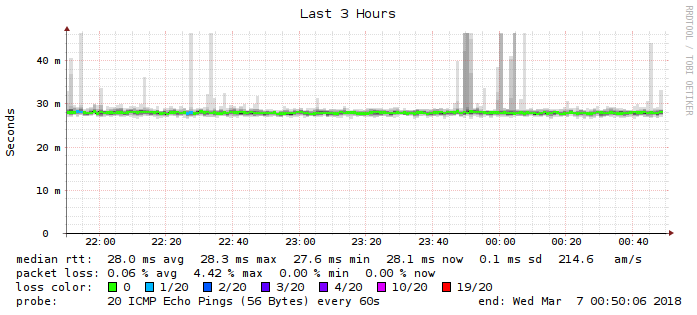 Last 3 Hours
RRDTOOL / TOBI OETIKER
Seconds
40 m
30 m
20 m
10 m
0
22:00 22:20 22:40 23:00 23:20 23:40 00:00 00:20 00:40
median rtt: 28.0 ms avg 28.3 ms max 27.6 ms min 28.1 ms now 0.1 ms sd 214.6 am/s
packet loss: 0.06 % avg 4.42 % max 0.00 % min 0.00 % now
loss color: 0 1/20 2/20 3/20 4/20 10/20 19/20
probe: 20 ICMP Echo Pings (56 Bytes) every 60s end: Wed Mar 7 00:50:06 2018